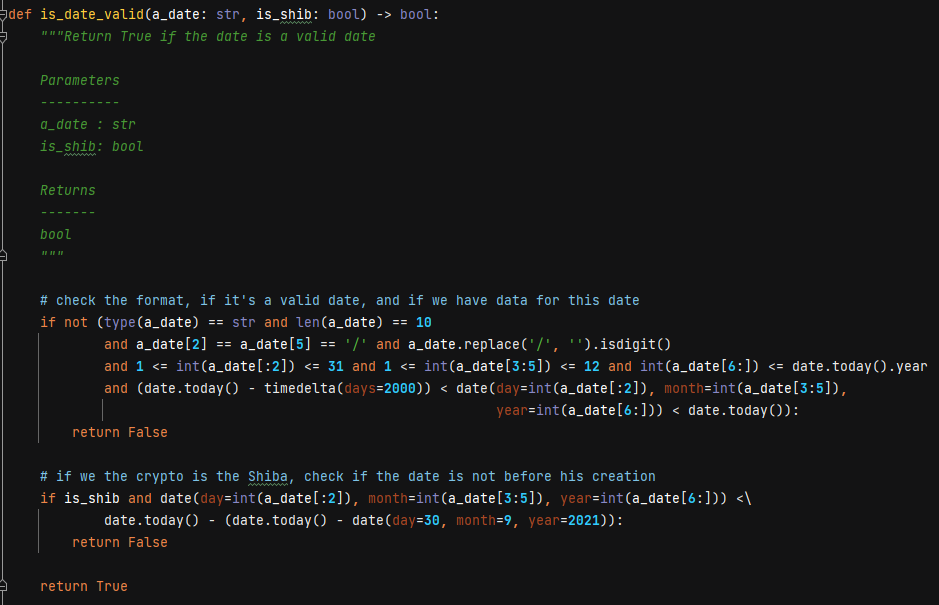 def is_date_valid(a_date: str, is_shib: bool) -> bool:
    """Return True if the date is a valid date

    Parameters
    ----------
    a_date : str
    is_shib: bool

    Returns
    -------
    bool
    """

    # check the format, if it's a valid date, and if we have data for this date
    if not (type(a_date) == str and len(a_date) == 10
            and a_date[2] == a_date[5] == '/' and a_date.replace('/', '').isdigit()
            and 1 <= int(a_date[:2]) <= 31 and 1 <= int(a_date[3:5]) <= 12 and int(a_date[6:]) <= date.today().year
            and (date.today() - timedelta(days=2000)) < date(day=int(a_date[:2]), month=int(a_date[3:5]),
                                                             year=int(a_date[6:])) < date.today()):
        return False

    # if we the crypto is the Shiba, check if the date is not before his creation
    if is_shib and date(day=int(a_date[:2]), month=int(a_date[3:5]), year=int(a_date[6:])) <\
            date.today() - (date.today() - date(day=30, month=9, year=2021)):
        return False

    return True